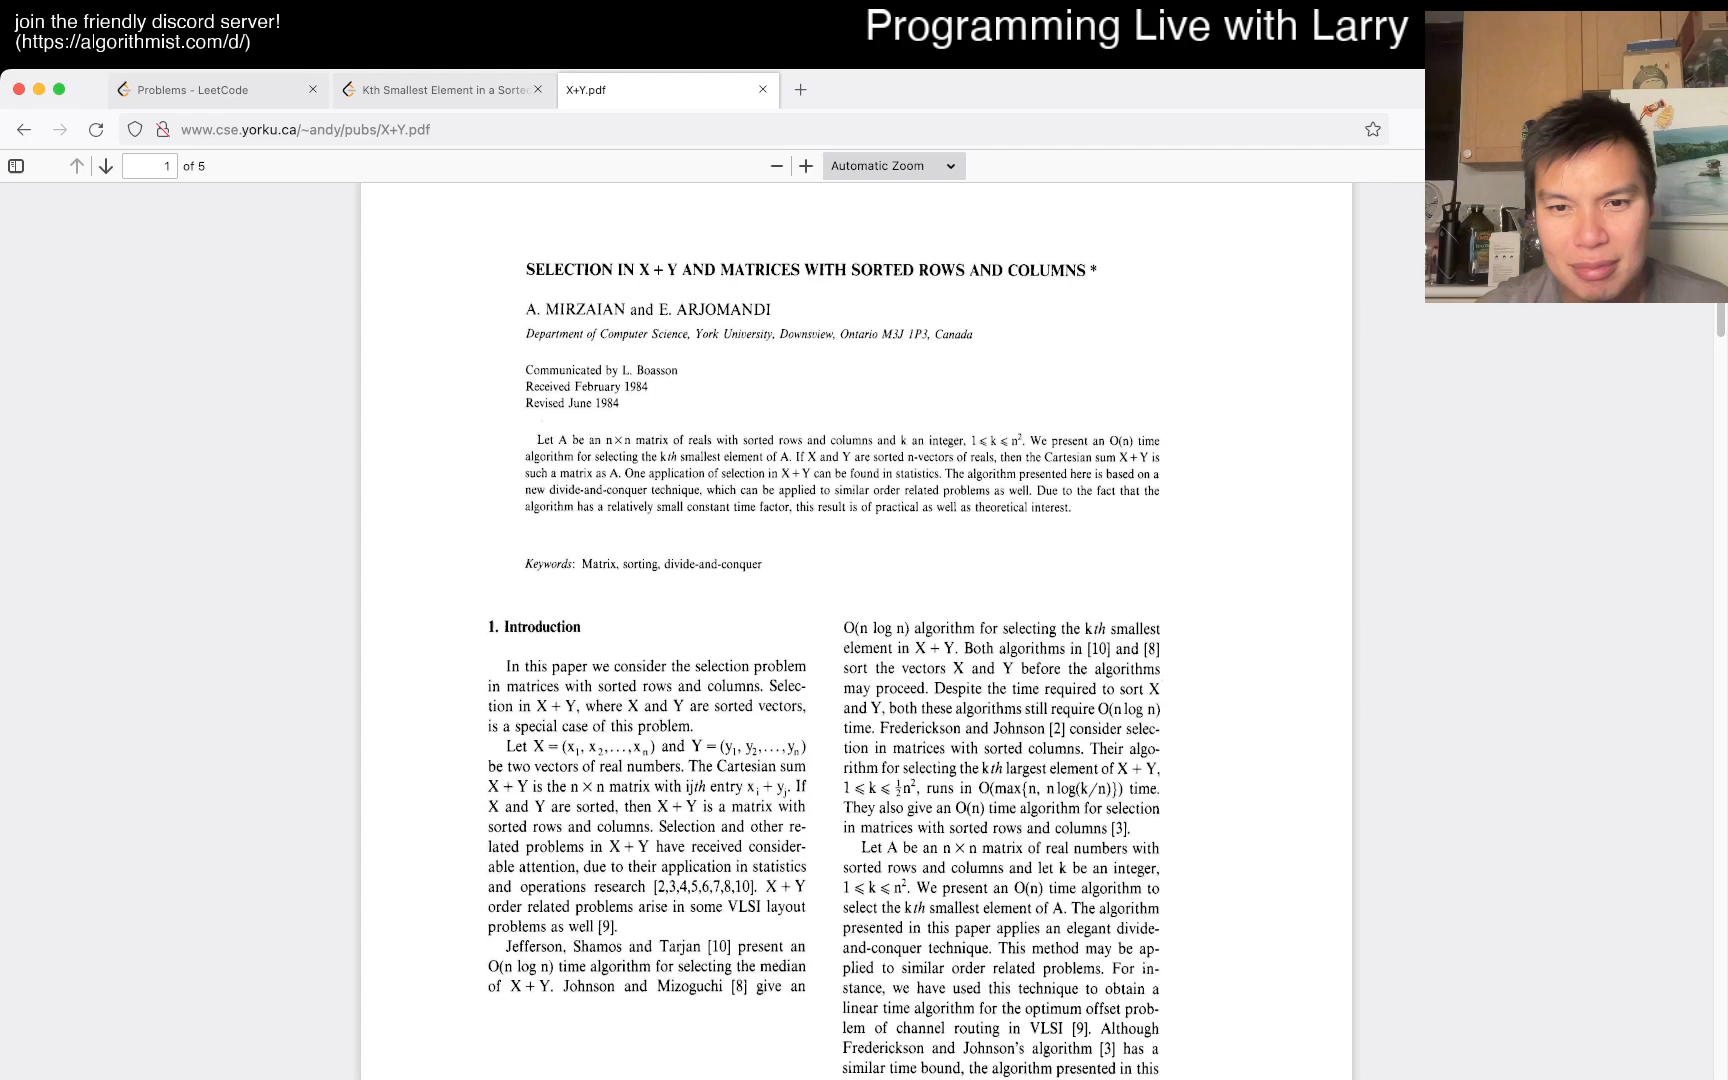 join the friendly discord server!
(https://algorithmist.com/d/)
Programming Live with Larry
Problems - LeetCode
Kth Smallest Element in a Sorte
X+Y.pdf
www.cse.yorku.ca/~andy/pubs/X+Y.pdf
1 of 5
Automatic Zoom
SELECTION IN X + Y AND MATRICES WITH SORTED ROWS AND COLUMNS *
A. MIRZAIAN and E. ARJOMANDI
Department of Computer Science, York University, Downsview, Ontario M3J 1P3, Canada
Communicated by L. Boasson
Received February 1984
Revised June 1984
Let A be an n×n matrix of reals with sorted rows and columns and k an integer, 1⩽k⩽n². We present an O(n) time
algorithm for selecting the kth smallest element of A. If X and Y are sorted n-vectors of reals, then the Cartesian sum X+Y is
such a matrix as A. One application of selection in X+Y can be found in statistics. The algorithm presented here is based on a
new divide-and-conquer technique, which can be applied to similar order related problems as well. Due to the fact that the
algorithm has a relatively small constant time factor, this result is of practical as well as theoretical interest.
Keywords: Matrix, sorting, divide-and-conquer
1. Introduction
In this paper we consider the selection problem
in matrices with sorted rows and columns. Selec-
tion in X + Y, where X and Y are sorted vectors,
is a special case of this problem.
Let X = (x₁, x₂,...,xₙ) and Y = (y₁, y₂,...,yₙ)
be two vectors of real numbers. The Cartesian sum
X + Y is the n × n matrix with ijth entry xᵢ + yⱼ. If
X and Y are sorted, then X + Y is a matrix with
sorted rows and columns. Selection and other re-
lated problems in X + Y have received consider-
able attention, due to their application in statistics
and operations research [2,3,4,5,6,7,8,10]. X + Y
order related problems arise in some VLSI layout
problems as well [9].
Jefferson, Shamos and Tarjan [10] present an
O(n log n) time algorithm for selecting the median
of X + Y. Johnson and Mizoguchi [8] give an
O(n log n) algorithm for selecting the kth smallest
element in X + Y. Both algorithms in [10] and [8]
sort the vectors X and Y before the algorithms
may proceed. Despite the time required to sort X
and Y, both these algorithms still require O(n log n)
time. Frederickson and Johnson [2] consider selec-
tion in matrices with sorted columns. Their algo-
rithm for selecting the kth largest element of X + Y,
1 ⩽ k ⩽ ½n², runs in O(max{n, n log(k/n)}) time.
They also give an O(n) time algorithm for selection
in matrices with sorted rows and columns [3].
Let A be an n × n matrix of real numbers with
sorted rows and columns and let k be an integer,
1 ⩽ k ⩽ n². We present an O(n) time algorithm to
select the kth smallest element of A. The algorithm
presented in this paper applies an elegant divide-
and-conquer technique. This method may be ap-
plied to similar order related problems. For in-
stance, we have used this technique to obtain a
linear time algorithm for the optimum offset prob-
lem of channel routing in VLSI [9]. Although
Frederickson and Johnson's algorithm [3] has a
similar time bound, the algorithm presented in this